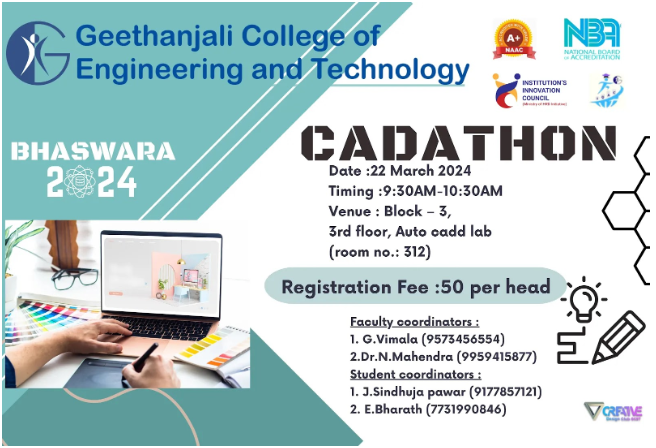 Geethanjali College of
Engineering and Technology
A+
NAAC
NBA
NATIONAL BOARD
of ACCREDITATION
INSTITUTION'S
INNOVATION
COUNCIL
BHASWARA
2024
CADATHON
Date :22 March 2024
Timing :9:30AM-10:30AM
Venue : Block – 3,
3rd floor, Auto cadd lab
(room no.: 312)
Registration Fee :50 per head
Faculty coordinators :
1. G.Vimala (9573456554)
2.Dr.N.Mahendra (9959415877)
Student coordinators :
1. J.Sindhuja pawar (9177857121)
2. E.Bharath (7731990846)
CREATIVE